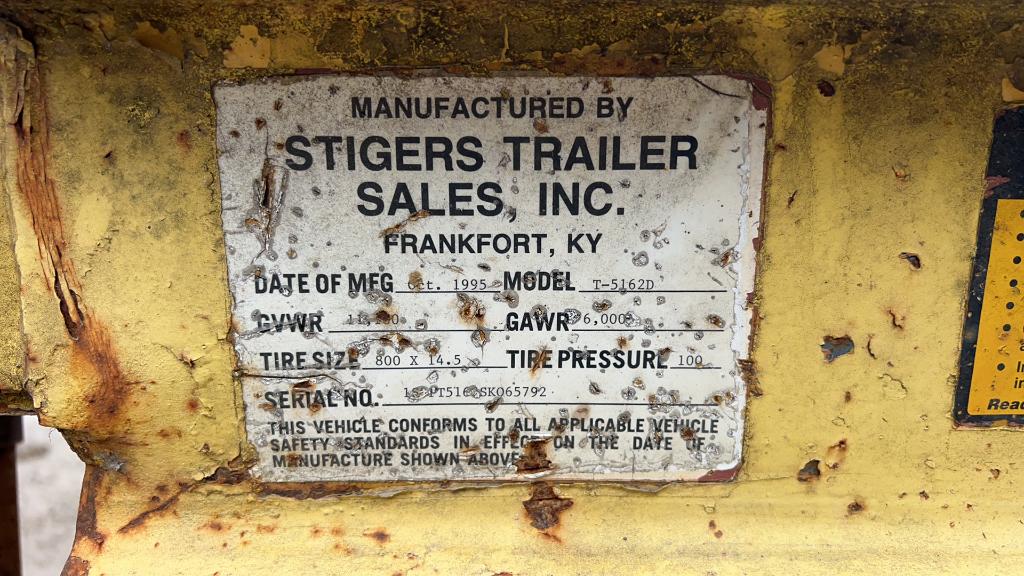 MANUFACTURED BY
STIGERS TRAILER
SALES, INC.
FRANKFORT, KY
DATE OF MFG Oct. 1995 MODEL T-5162D
GVWR GAWR 6,000
TIRE SIZE 800 X 14.5 TIRE PRESSURE 100
SERIAL NO.
THIS VEHICLE CONFORMS TO ALL APPLICABLE VEHICLE
SAFETY STANDARDS IN EFFECT ON THE DATE OF
MANUFACTURE SHOWN ABOVE